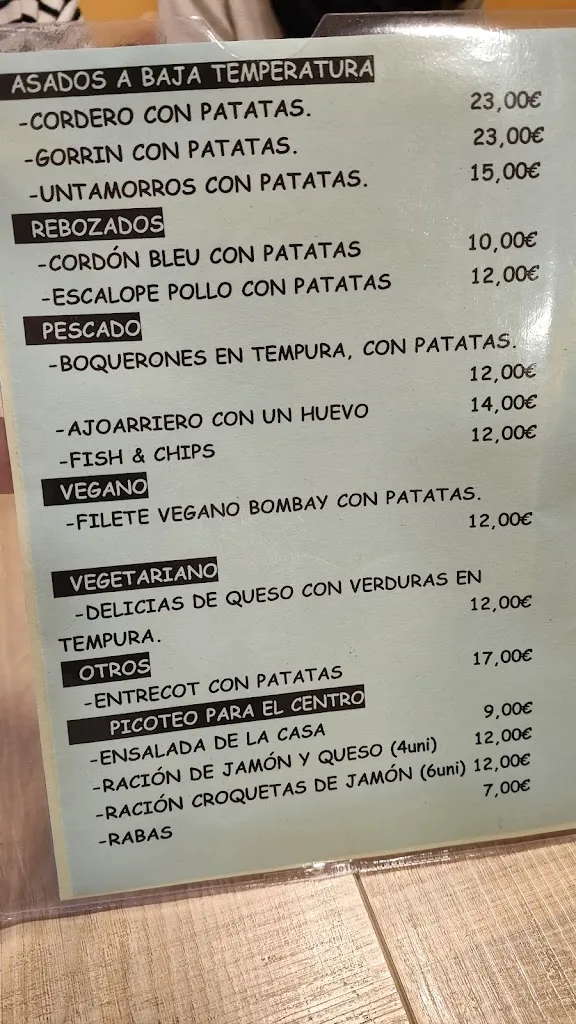 ASADOS A BAJA TEMPERATURA
-CORDERO CON PATATAS. 23,00€
-GORRIN CON PATATAS. 23,00€
-UNTAMORROS CON PATATAS. 15,00€
REBOZADOS
-CORDÓN BLEU CON PATATAS 10,00€
-ESCALOPE POLLO CON PATATAS 12,00€
PESCADO
-BOQUERONES EN TEMPURA, CON PATATAS.
12,00€
-AJOARRIERO CON UN HUEVO 14,00€
-FISH & CHIPS 12,00€
VEGANO
-FILETE VEGANO BOMBAY CON PATATAS.
12,00€
VEGETARIANO
-DELICIAS DE QUESO CON VERDURAS EN
TEMPURA. 12,00€
OTROS
-ENTRECOT CON PATATAS 17,00€
PICOTEO PARA EL CENTRO
-ENSALADA DE LA CASA 9,00€
-RACIÓN DE JAMÓN Y QUESO (4uni) 12,00€
-RACIÓN CROQUETAS DE JAMÓN (6uni) 12,00€
-RABAS 7,00€